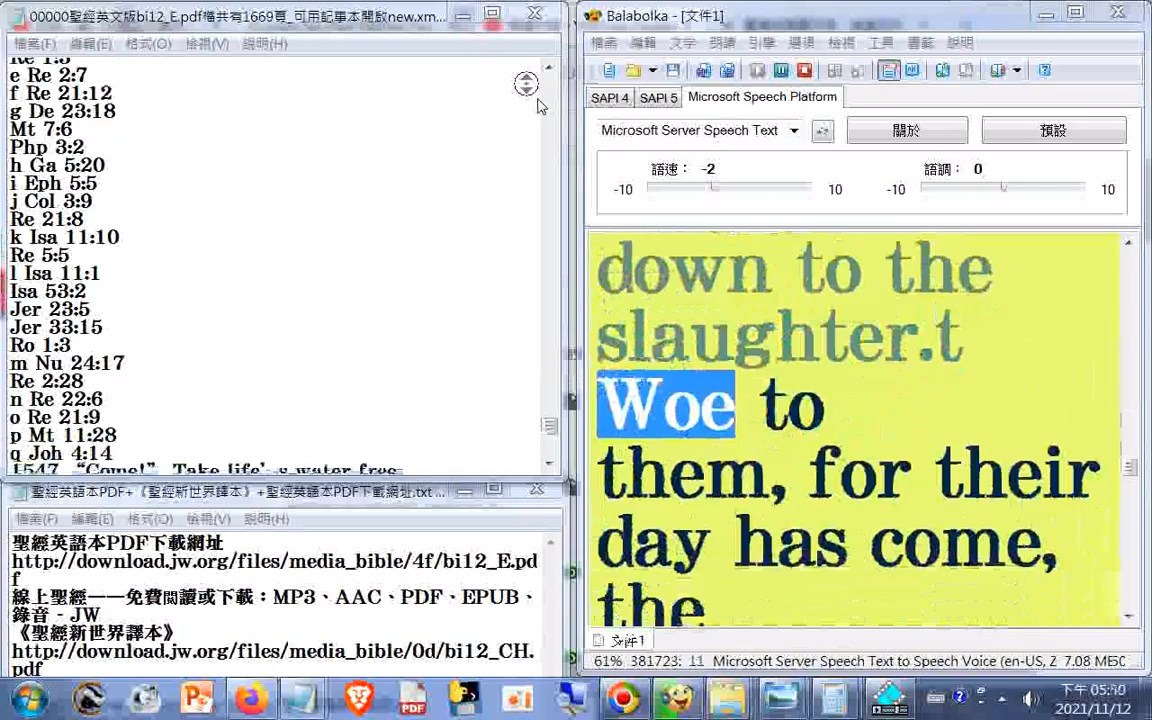 00000聖經英文版bi12_E.pdf檔共有1669頁_可用記事本開啟new.xm...
檔案(F) 編輯(E) 格式(O) 檢視(V) 說明(H)
Re 1:5
e Re 2:7
f Re 21:12
g De 23:18
Mt 7:6
Php 3:2
h Ga 5:20
i Eph 5:5
j Col 3:9
Re 21:8
k Isa 11:10
Re 5:5
l Isa 11:1
Isa 53:2
Jer 23:5
Jer 33:15
Ro 1:3
m Nu 24:17
Re 2:28
n Re 22:6
o Re 21:9
p Mt 11:28
q Joh 4:14
1547 “Come!” Take life’s water free
聖經英語本PDF+《聖經新世界譯本》+聖經英語本PDF下載網址.txt ...
檔案(F) 編輯(E) 格式(O) 檢視(V) 說明(H)
聖經英語本PDF下載網址
http://download.jw.org/files/media_bible/4f/bi12_E.pd
f
線上聖經——免費閱讀或下載：MP3、AAC、PDF、EPUB、
錄音 - JW
《聖經新世界譯本》
http://download.jw.org/files/media_bible/0d/bi12_CH.
pdf
Balabolka - [文件1]
檔案 編輯 文字 朗讀 引擎 選項 檢視 工具 書籤 說明
SAPI 4 SAPI 5 Microsoft Speech Platform
Microsoft Server Speech Text 關於 預設
語速： -2 語調： 0
-10 10 -10 10
down to the
slaughter.t
Woe to
them, for their
day has come,
the
文件1
61% 381723: 11 Microsoft Server Speech Text to Speech Voice (en-US, Z 7.08 ME
下午 05:50
2021/11/12